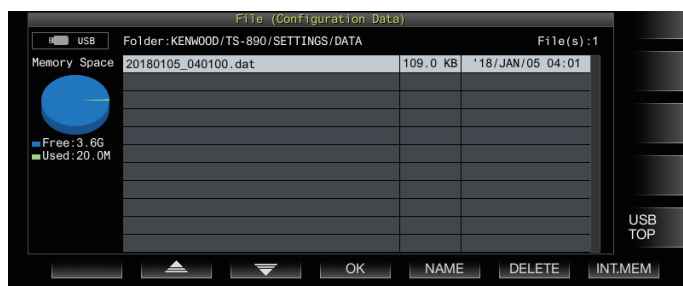 File (Configuration Data)
USB Folder:KENWOOD/TS-890/SETTINGS/DATA File(s):1
Memory Space 20180105_040100.dat 109.0 KB '18/JAN/05 04:01
Free:3.6G
Used:20.0M
USB
TOP
OK NAME DELETE INT.MEM